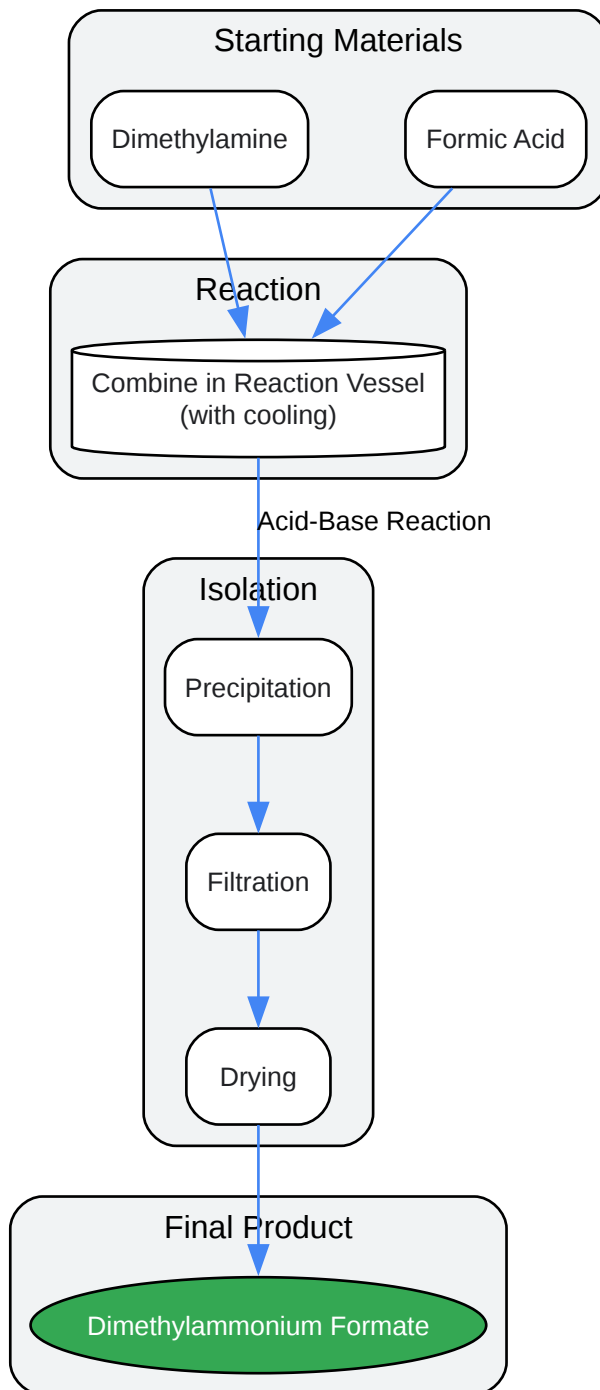 Starting Materials
Dimethylamine
Formic Acid
Reaction
Combine in Reaction Vessel
(with cooling)
Acid-Base Reaction
Isolation
Precipitation
Filtration
Drying
Final Product
Dimethylammonium Formate